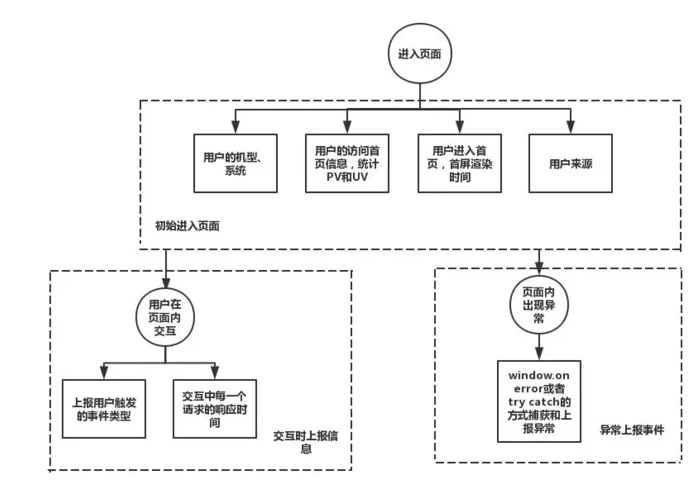 进入页面
用户的机型、
系统
用户的访问首
页信息，统计
PV和UV
用户进入首
页，首屏渲染
时间
用户来源
初始进入页面
用户在
页面内
交互
上报用户触发
的事件类型
交互中每一个
请求的响应时
间
交互时上报信
息
页面内
出现异
常
window.on
error或者
try catch的
方式捕获和上
报异常
异常上报事件